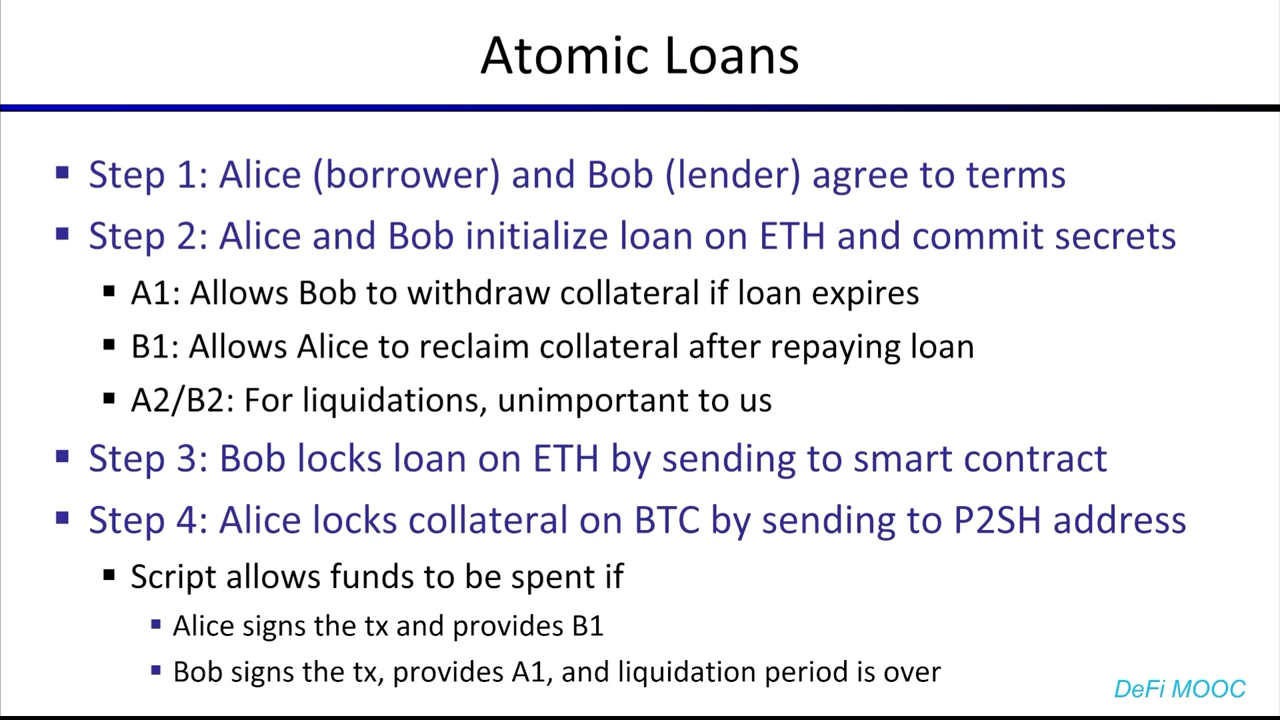 Atomic Loans
Step 1: Alice (borrower) and Bob (lender) agree to terms
Step 2: Alice and Bob initialize loan on ETH and commit secrets
A1: Allows Bob to withdraw collateral if loan expires
B1: Allows Alice to reclaim collateral after repaying loan
A2/B2: For liquidations, unimportant to us
Step 3: Bob locks loan on ETH by sending to smart contract
Step 4: Alice locks collateral on BTC by sending to P2SH address
Script allows funds to be spent if
Alice signs the tx and provides B1
Bob signs the tx, provides A1, and liquidation period is over
DeFi MOOC